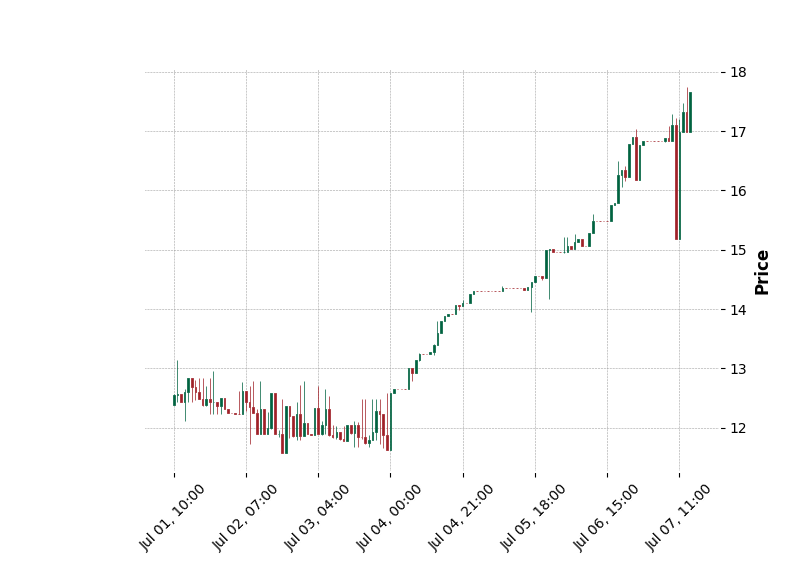 18
17
16
15
14
13
12
Price
Jul 01, 10:00
Jul 02, 07:00
Jul 03, 04:00
Jul 04, 00:00
Jul 04, 21:00
Jul 05, 18:00
Jul 06, 15:00
Jul 07, 11:00